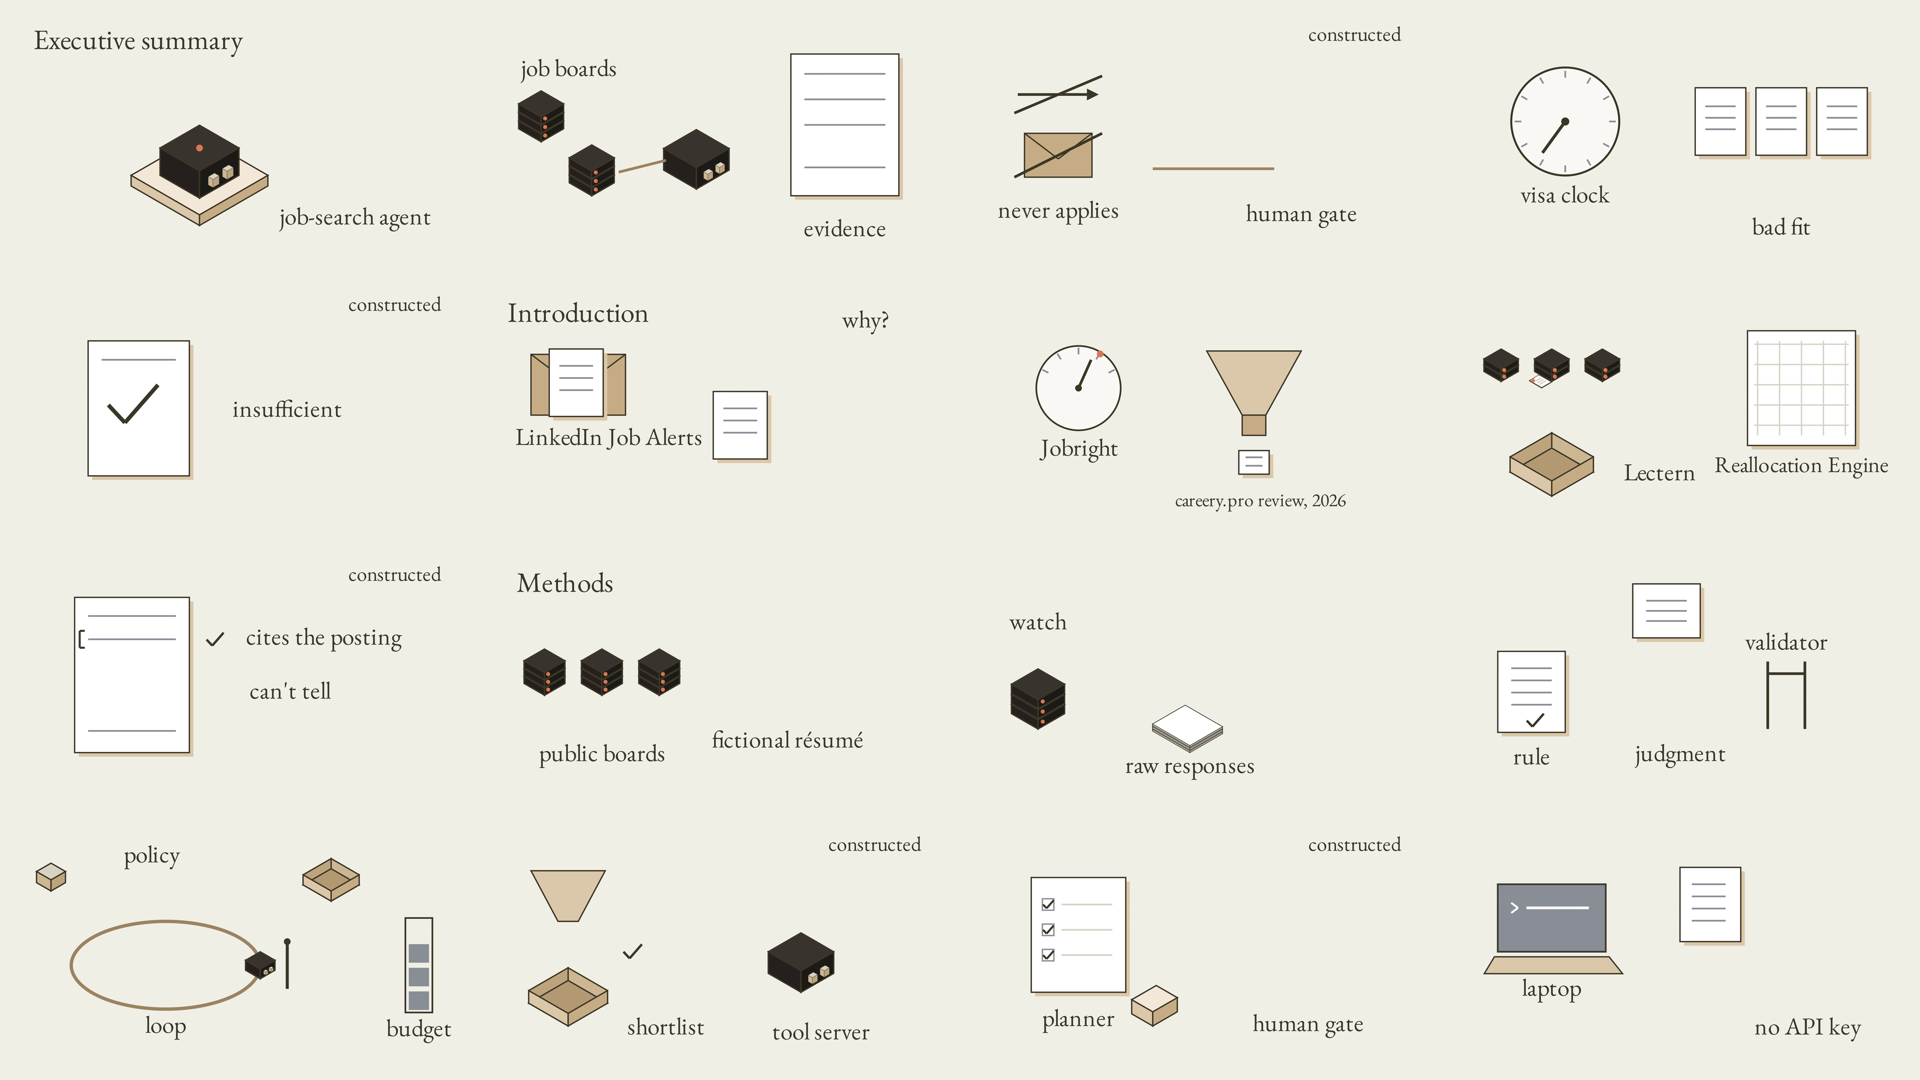 Executive summary
job-search agent
job boards
evidence
constructed
never applies
human gate
visa clock
bad fit
constructed
insufficient
Introduction
why?
LinkedIn Job Alerts
Jobright
careery.pro review, 2026
Lectern
Reallocation Engine
constructed
cites the posting
can't tell
Methods
public boards
fictional résumé
watch
raw responses
validator
rule
judgment
policy
loop
budget
constructed
shortlist
tool server
constructed
planner
human gate
laptop
no API key